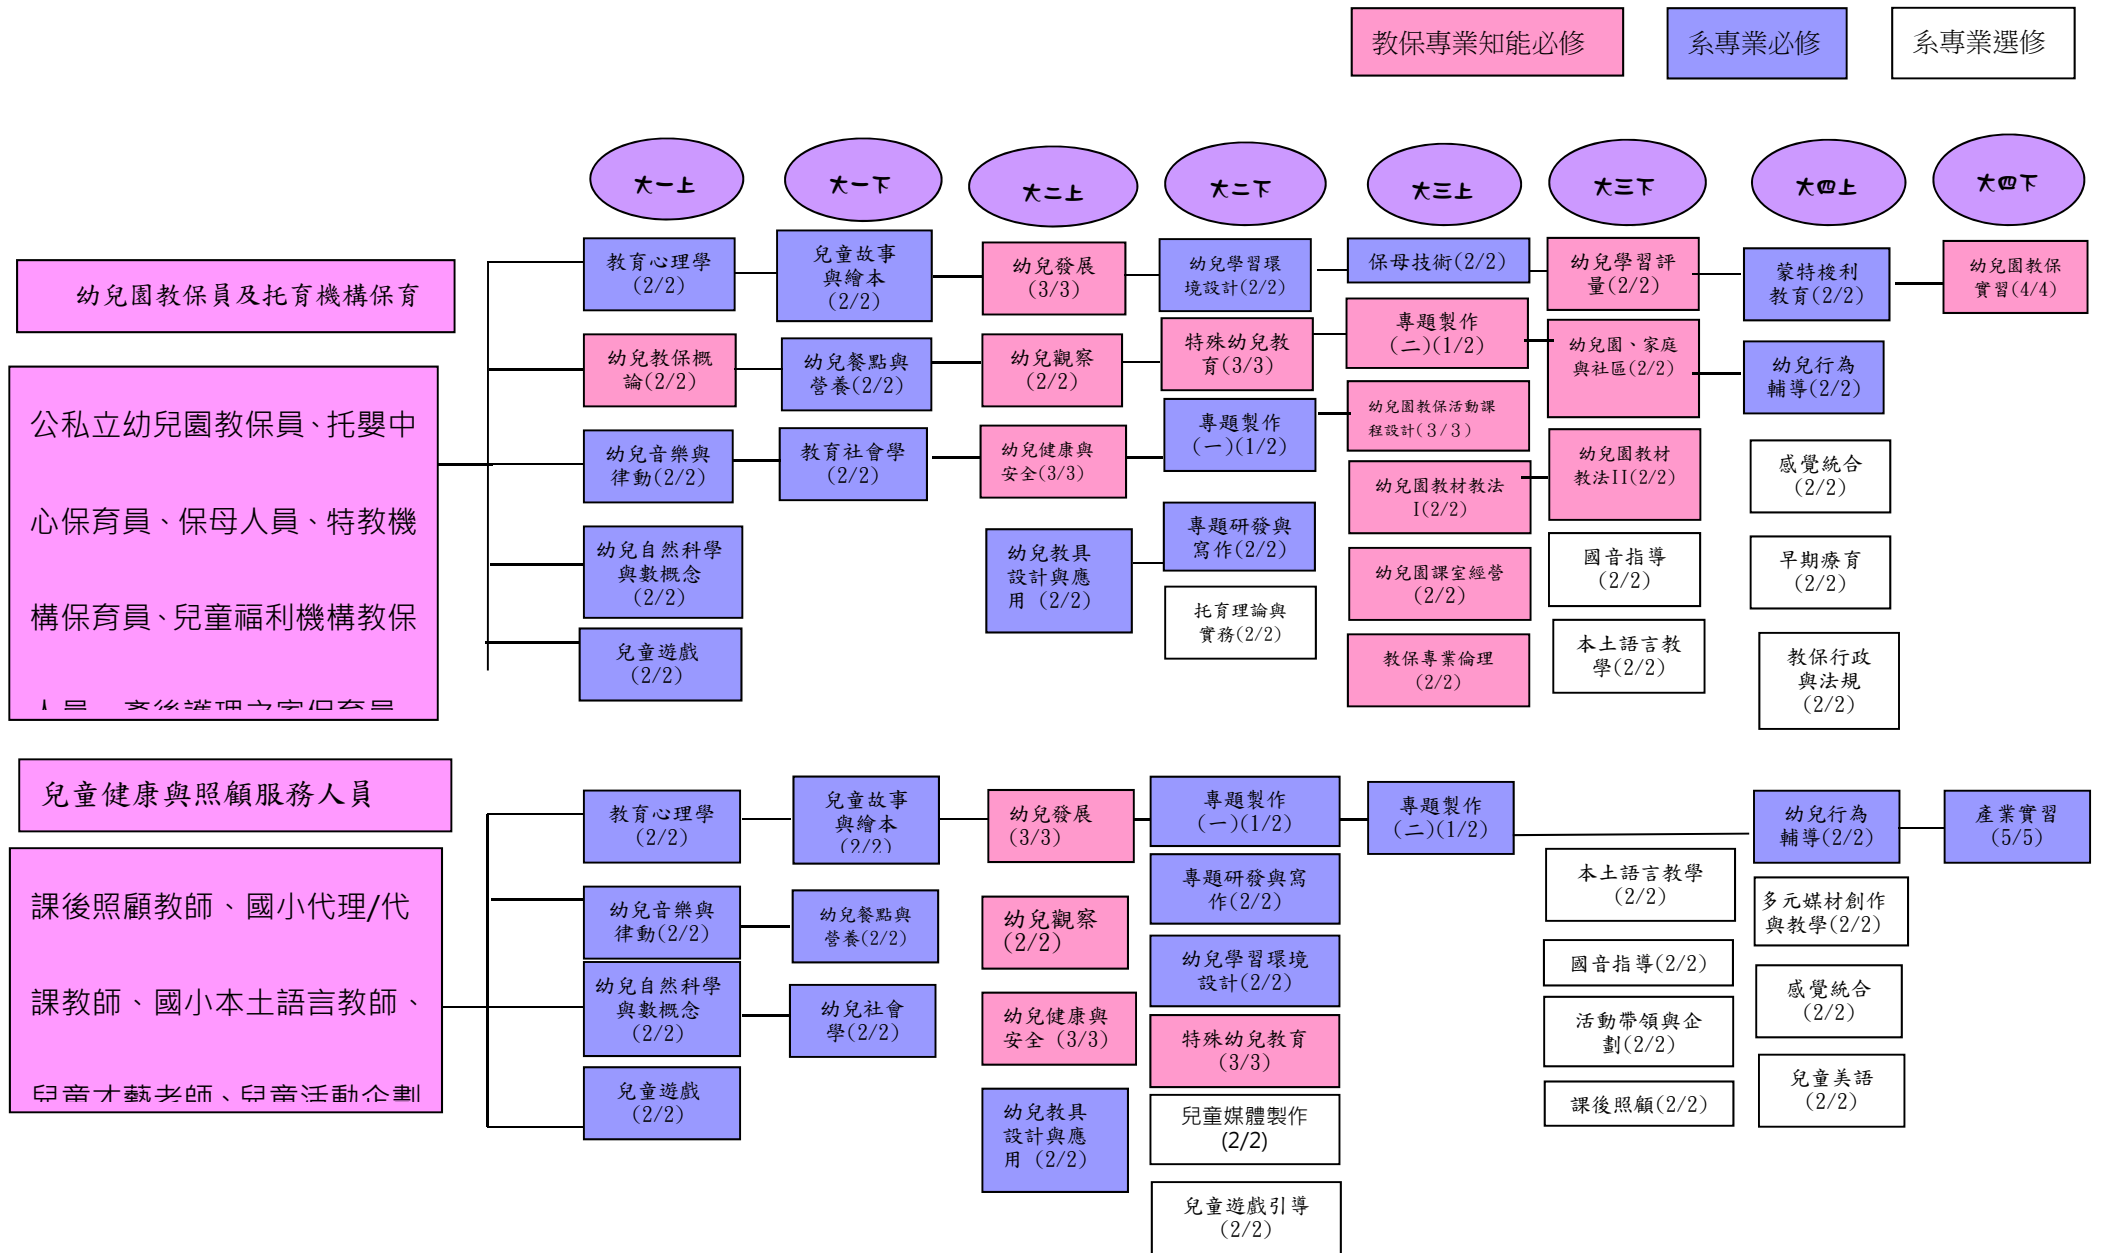 教保專業知能必修
系專業必修
系專業選修
大一上
大一下
大二上
大二下
大三上
大三下
大四上
大四下
幼兒園教保員及托育機構保育
公私立幼兒園教保員、托嬰中
心保育員、保母人員、特教機
構保育員、兒童福利機構教保
人員、產後護理之家保育員
教育心理學
(2/2)
幼兒教保概
論(2/2)
幼兒音樂與
律動(2/2)
幼兒自然科學
與數概念
(2/2)
兒童遊戲
(2/2)
兒童故事
與繪本
(2/2)
幼兒餐點與
營養(2/2)
教育社會學
(2/2)
幼兒發展
(3/3)
幼兒觀察
(2/2)
幼兒健康與
安全(3/3)
幼兒教具
設計與應
用 (2/2)
幼兒學習環
境設計(2/2)
特殊幼兒教
育(3/3)
專題製作
(一)(1/2)
專題研發與
寫作(2/2)
托育理論與
實務(2/2)
保母技術(2/2)
專題製作
(二)(1/2)
幼兒園教保活動課
程設計(3/3)
幼兒園教材教法
I(2/2)
幼兒園課室經營
(2/2)
教保專業倫理
(2/2)
幼兒學習評
量(2/2)
幼兒園、家庭
與社區(2/2)
幼兒園教材
教法II(2/2)
國音指導
(2/2)
本土語言教
學(2/2)
蒙特梭利
教育(2/2)
幼兒行為
輔導(2/2)
感覺統合
(2/2)
早期療育
(2/2)
教保行政
與法規
(2/2)
幼兒園教保
實習(4/4)
兒童健康與照顧服務人員
課後照顧教師、國小代理/代
課教師、國小本土語言教師、
兒童才藝老師、兒童活動企劃
教育心理學
(2/2)
幼兒音樂與
律動(2/2)
幼兒自然科學
與數概念
(2/2)
兒童遊戲
(2/2)
兒童故事
與繪本
(2/2)
幼兒餐點與
營養(2/2)
幼兒社會
學(2/2)
幼兒發展
(3/3)
幼兒觀察
(2/2)
幼兒健康與
安全 (3/3)
幼兒教具
設計與應
用 (2/2)
專題製作
(一)(1/2)
專題研發與寫
作(2/2)
幼兒學習環境
設計(2/2)
特殊幼兒教育
(3/3)
兒童媒體製作
(2/2)
兒童遊戲引導
(2/2)
專題製作
(二)(1/2)
本土語言教學
(2/2)
國音指導(2/2)
活動帶領與企
劃(2/2)
課後照顧(2/2)
幼兒行為
輔導(2/2)
多元媒材創作
與教學(2/2)
感覺統合
(2/2)
兒童美語
(2/2)
產業實習
(5/5)